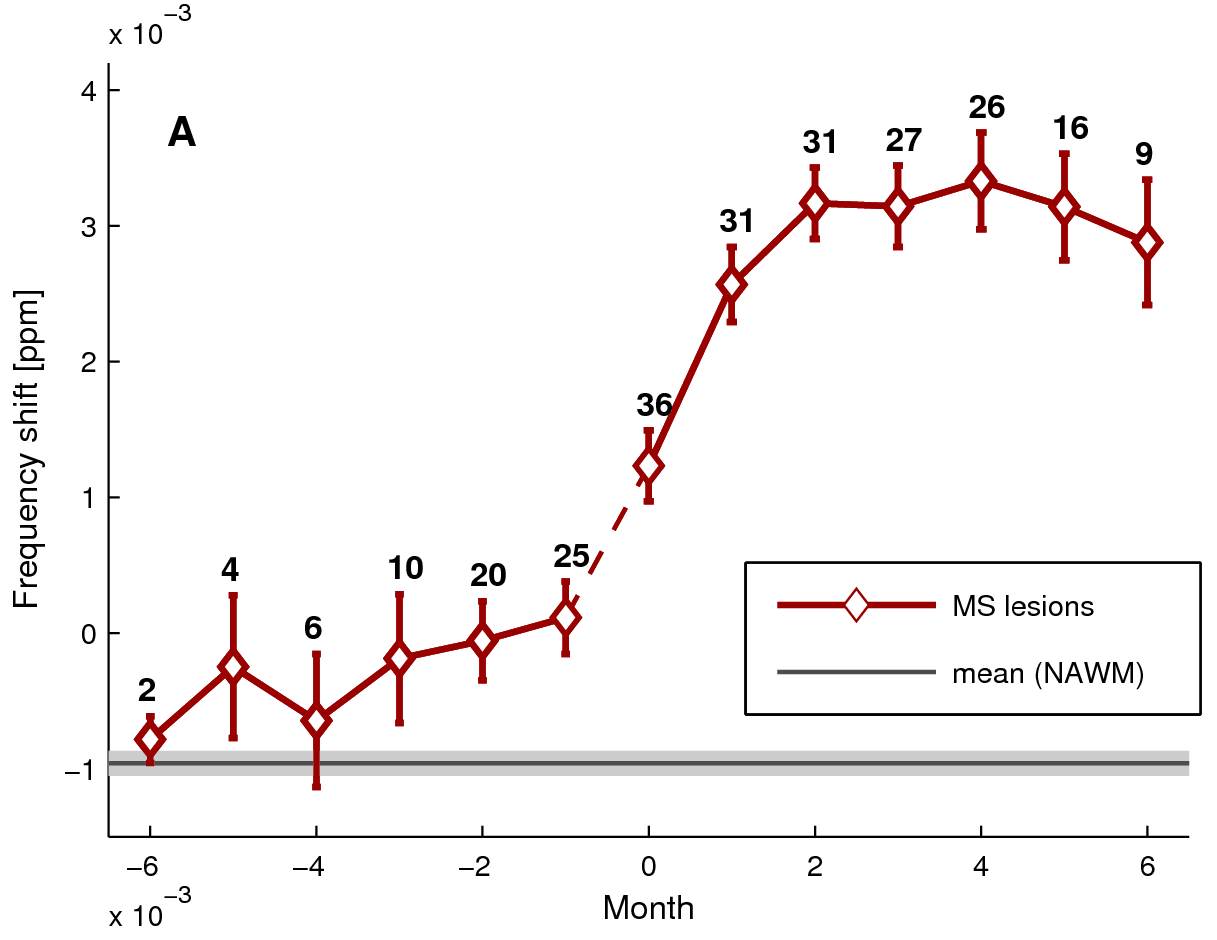 x 10⁻³
4
3
2
1
0
−1
Frequency shift [ppm]
A
2
4
6
10
20
25
36
31
31
27
26
16
9
MS lesions
mean (NAWM)
−6 −4 −2 0 2 4 6
Month
x 10⁻³